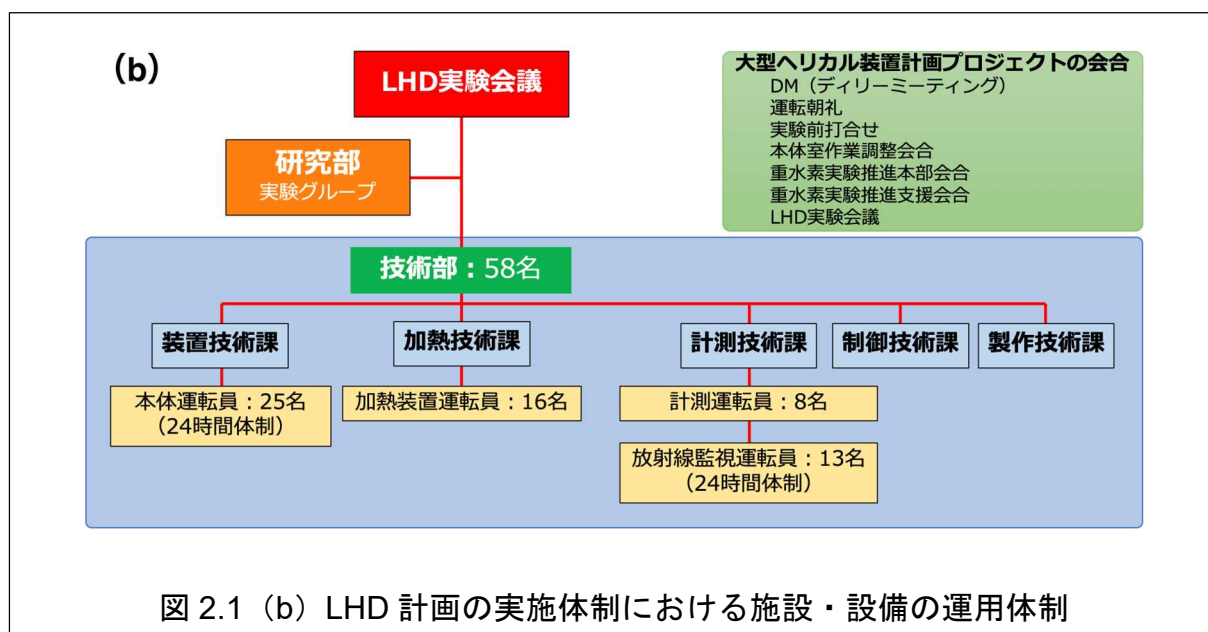 (b)
LHD実験会議
大型ヘリカル装置計画プロジェクトの会合
DM（ディリーミーティング）
運転朝礼
実験前打合せ
本体室作業調整会合
重水素実験推進本部会合
重水素実験推進支援会合
LHD実験会議
研究部
実験グループ
技術部：58名
装置技術課
加熱技術課
計測技術課
制御技術課
製作技術課
本体運転員：25名
（24時間体制）
加熱装置運転員：16名
計測運転員：8名
放射線監視運転員：13名
（24時間体制）
図 2.1（b）LHD 計画の実施体制における施設・設備の運用体制